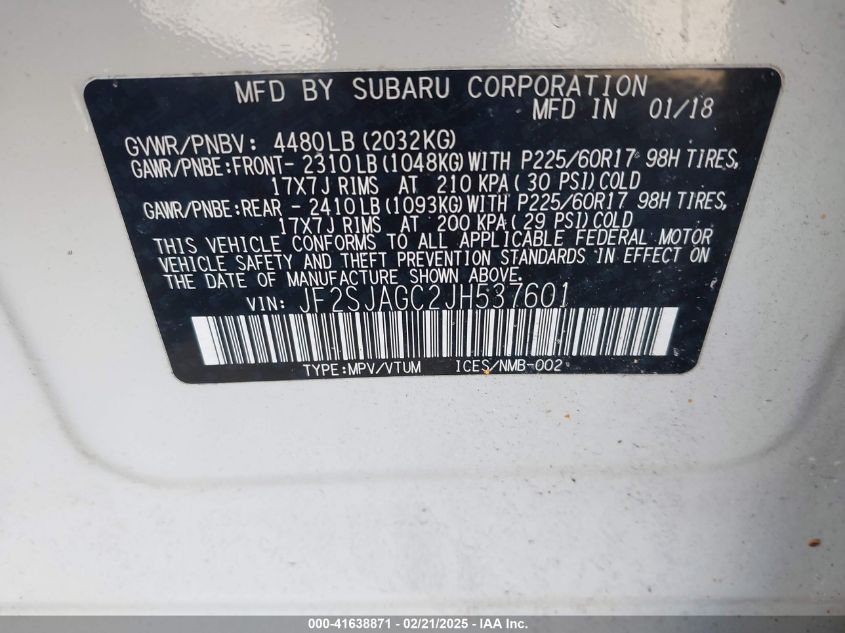 MFD BY SUBARU CORPORATION
MFD IN 01/18
GVWR/PNBV: 4480LB(2032KG)
GAWR/PNBE:FRONT- 2310LB(1048KG)WITH P225/60R17 98H TIRES,
17X7J RIMS AT 210 KPA( 30 PSI)COLD
GAWR/PNBE:REAR - 2410LB(1093KG)WITH P225/60R17 98H TIRES,
17X7J RIMS AT 200 KPA( 29 PSI)COLD
THIS VEHICLE CONFORMS TO ALL APPLICABLE FEDERAL MOTOR
VEHICLE SAFETY AND THEFT PREVENTION STANDARDS IN EFFECT ON
THE DATE OF MANUFACTURE SHOWN ABOVE.
VIN: JF2SJAGC2JH537601
TYPE:MPV/VTUM ICES/NMB-002
000-41638871 - 02/21/2025 - IAA Inc.